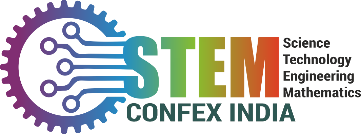 STEM
Science
Technology
Engineering
Mathematics
CONFEX INDIA